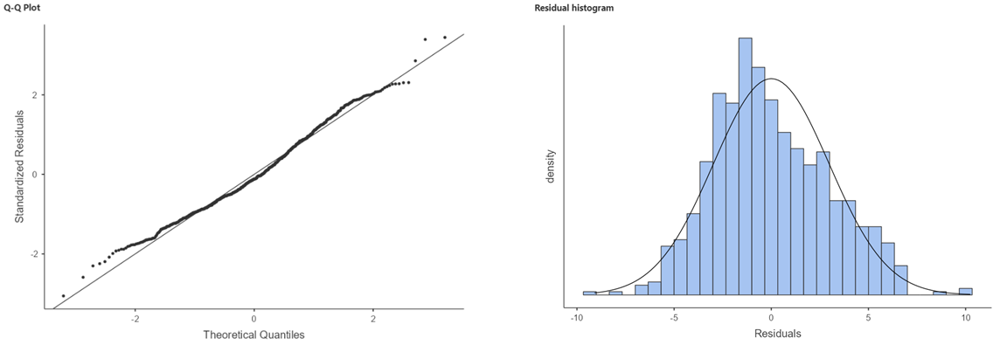 Q-Q Plot
Standardized Residuals
2
0
-2
-2
0
2
Theoretical Quantiles
Residual histogram
density
-10
-5
0
5
10
Residuals